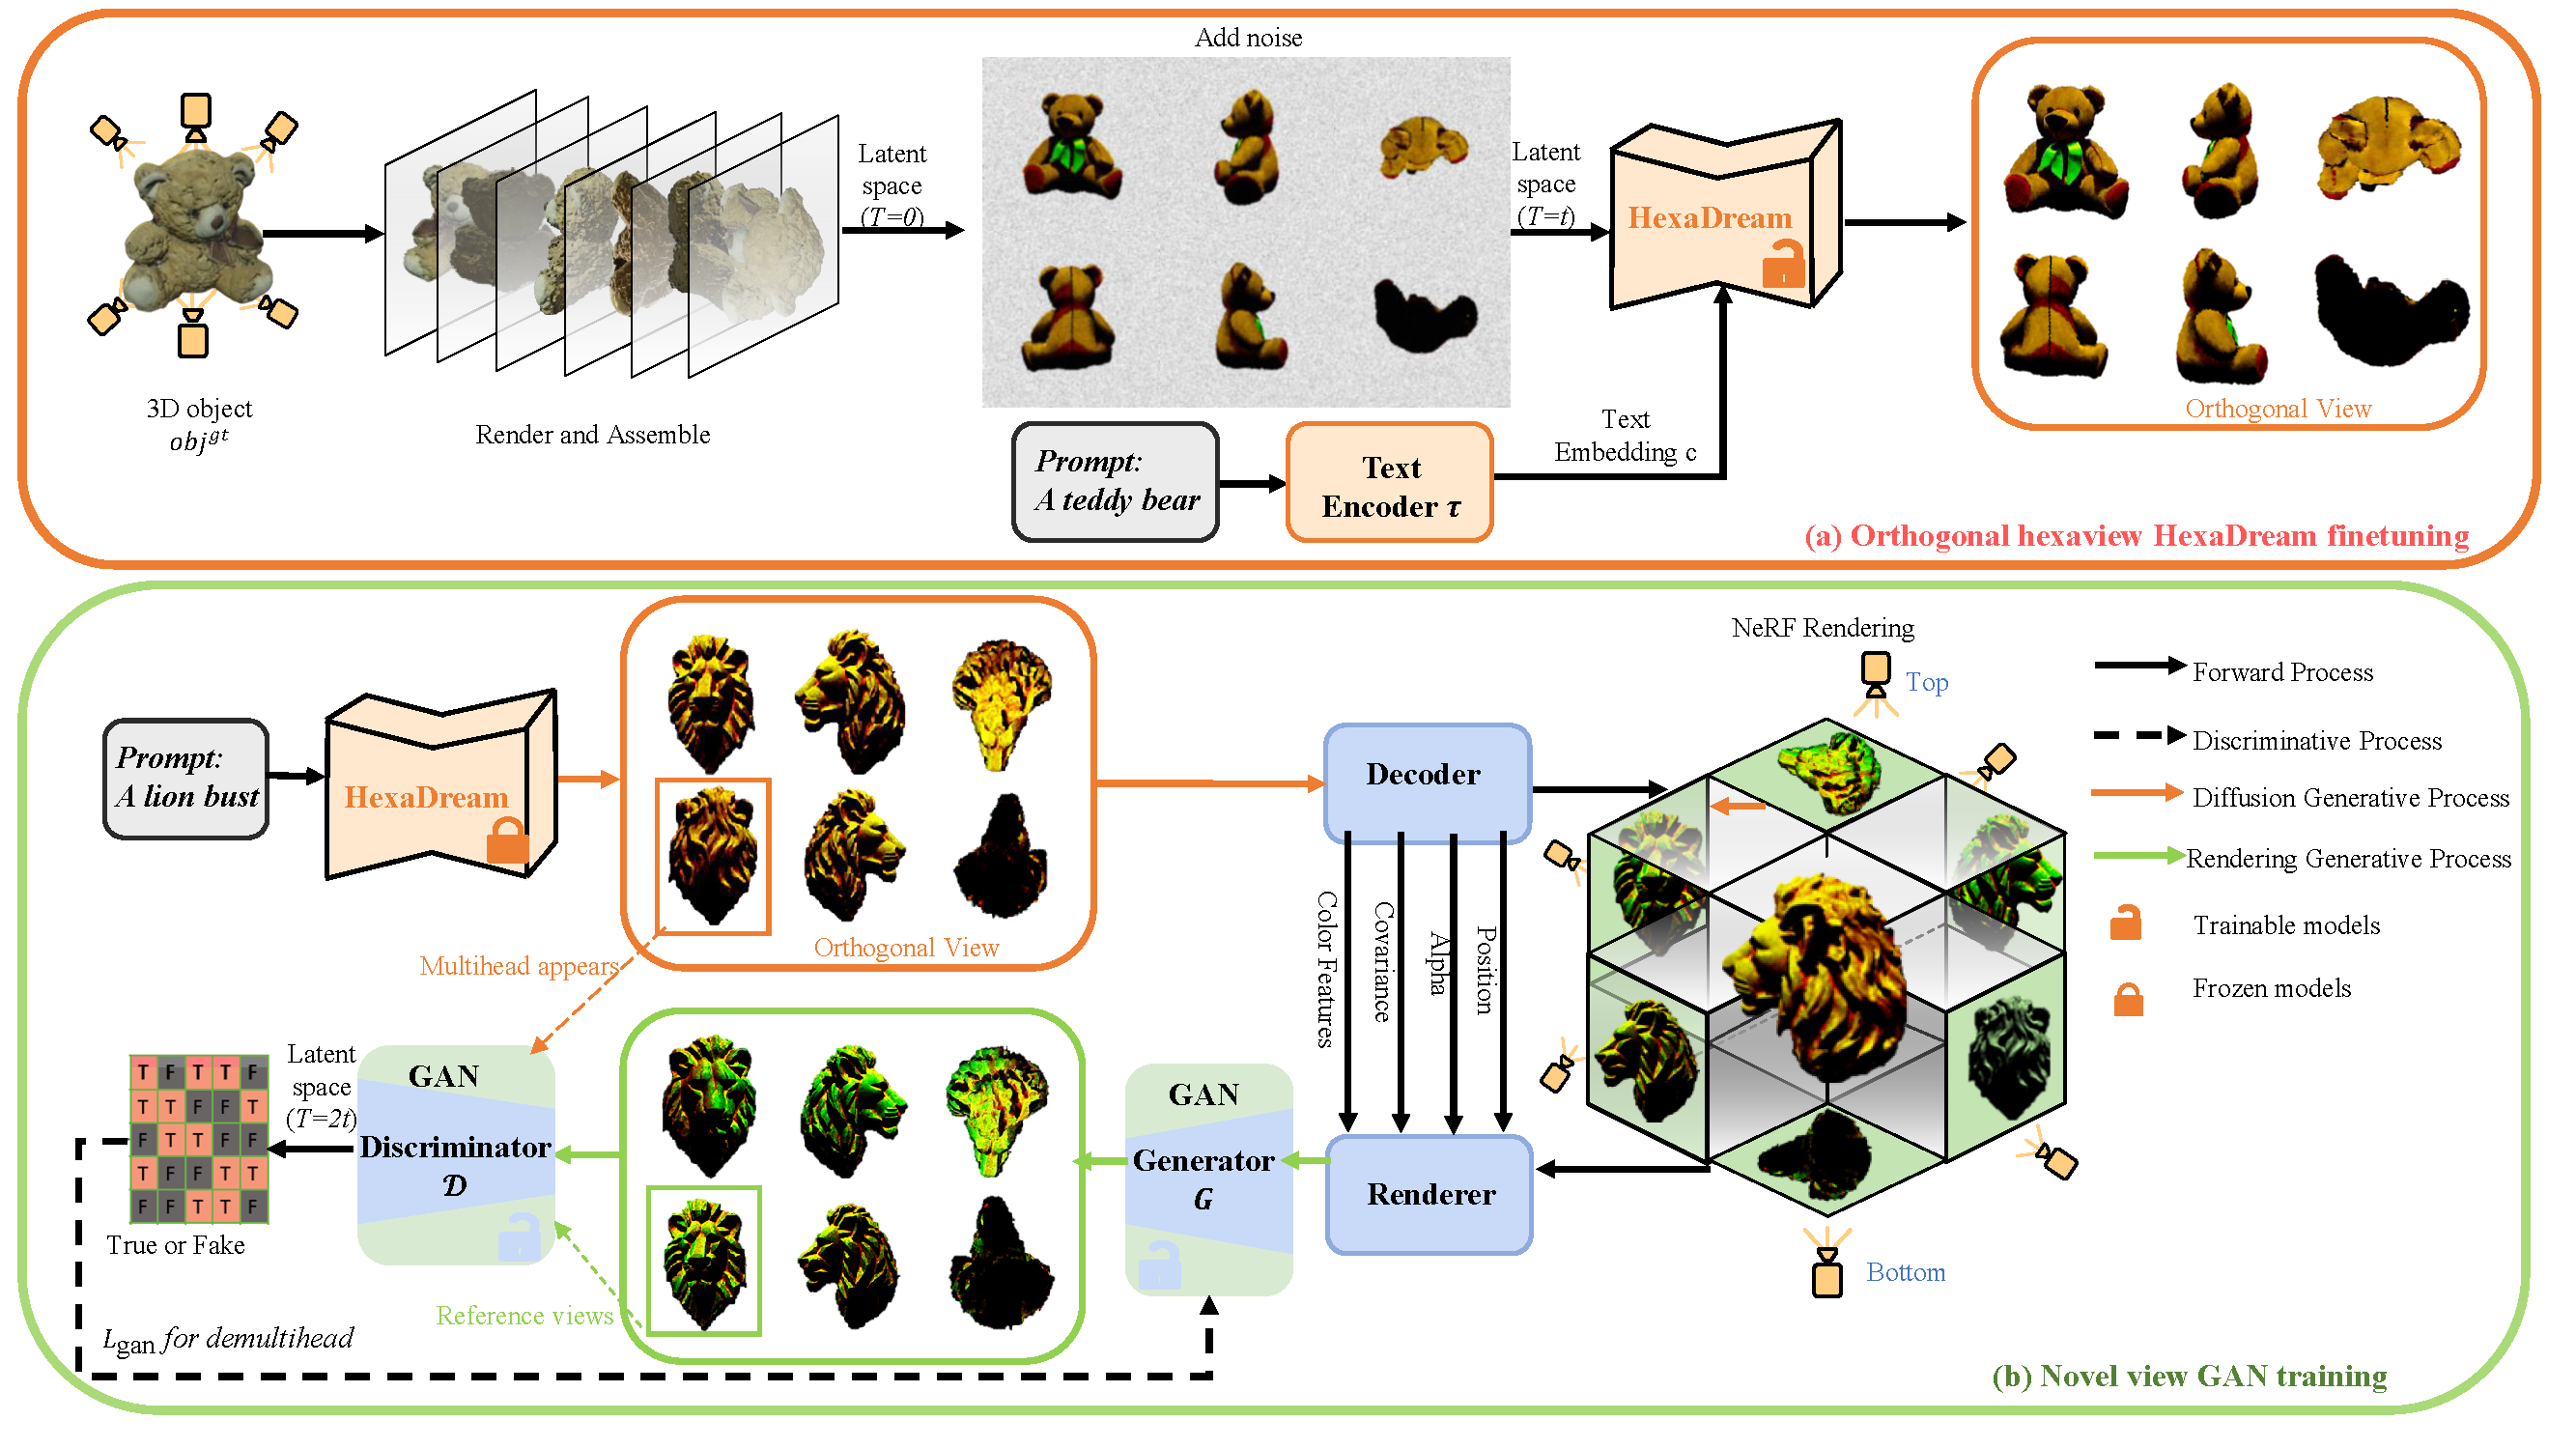 Add noise
Latent
space
(T=0)
Latent
space
(T=t)
HexaDream
3D object
obj^gt
Render and Assemble
Orthogonal View
Text
Embedding c
Prompt:
A teddy bear
Text
Encoder τ
(a) Orthogonal hexaview HexaDream finetuning
NeRF Rendering
Top
Forward Process
Discriminative Process
Diffusion Generative Process
Rendering Generative Process
Trainable models
Frozen models
Prompt:
A lion bust
HexaDream
Orthogonal View
Decoder
Color Features
Covariance
Alpha
Position
Multihead appears
Latent
space
(T=2t)
GAN
Discriminator
𝒟
GAN
Generator
G
Renderer
T F T T F
T T F F T
F T T F F
T F F T T
F F T T F
True or Fake
Reference views
Bottom
Lgan for demultihead
(b) Novel view GAN training